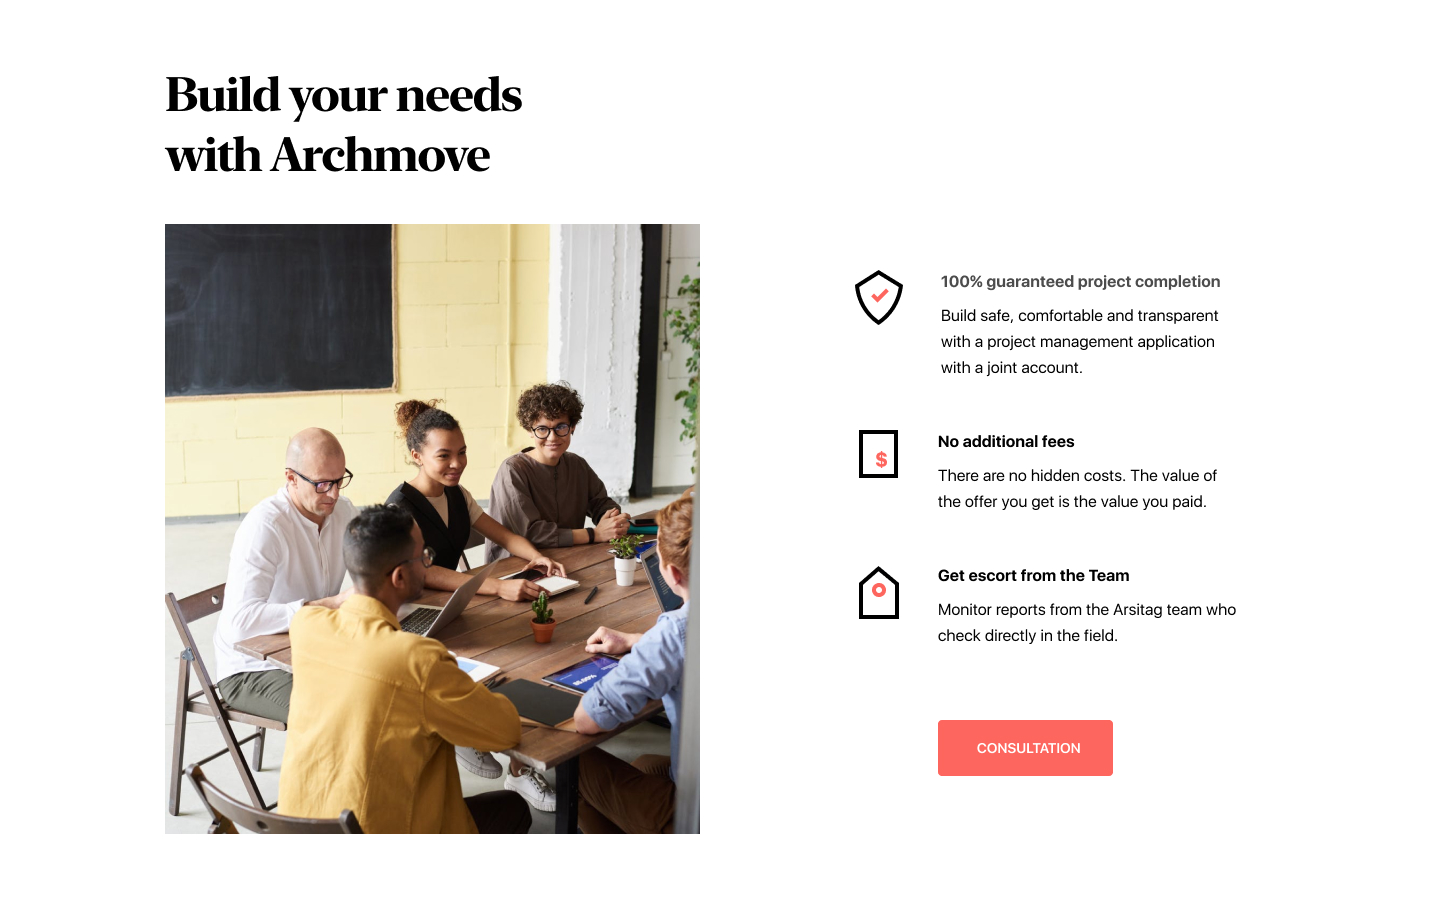 Build your needs
with Archmove
100% guaranteed project completion
Build safe, comfortable and transparent
with a project management application
with a joint account.
$
No additional fees
There are no hidden costs. The value of
the offer you get is the value you paid.
Get escort from the Team
Monitor reports from the Arsitag team who
check directly in the field.
CONSULTATION